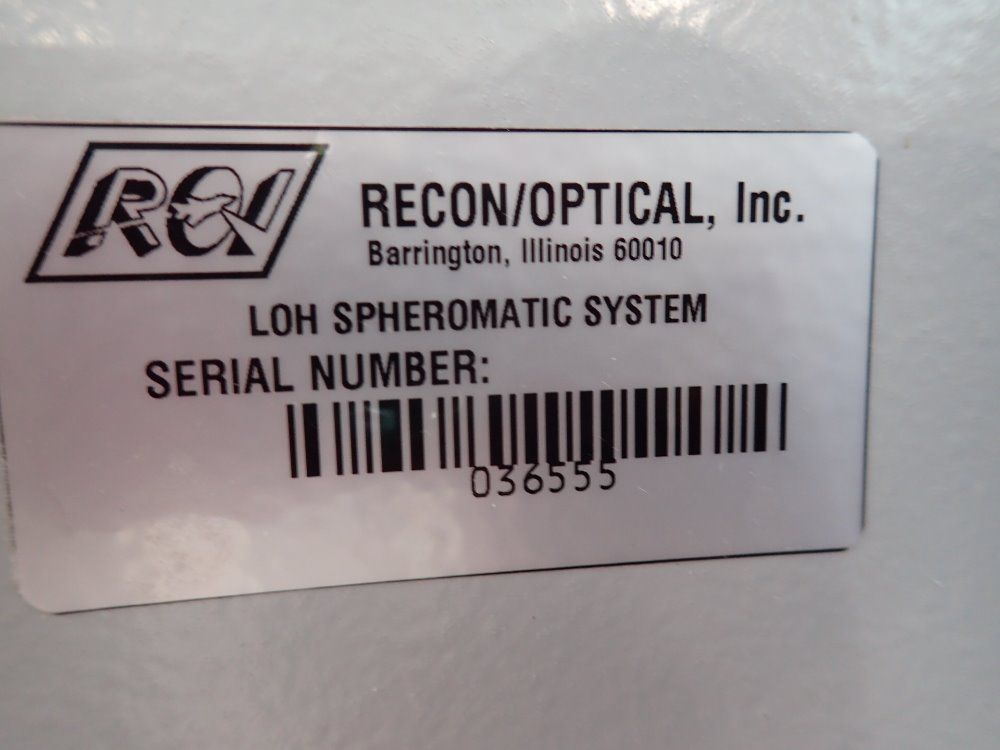 ROI
RECON/OPTICAL, Inc.
Barrington, Illinois 60010
LOH SPHEROMATIC SYSTEM
SERIAL NUMBER:
036555